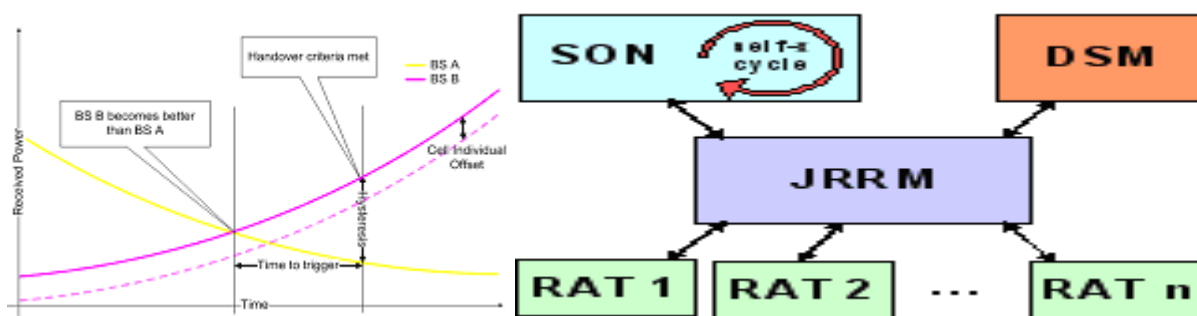 Handover criteria met
BS A
BS B
BS B becomes better
than BS A
Cell Individual
Offset
Received Power
Hysteresis
Time to trigger
Time
SON
self-x
cycle
DSM
JRRM
RAT 1
RAT 2
...
RAT n